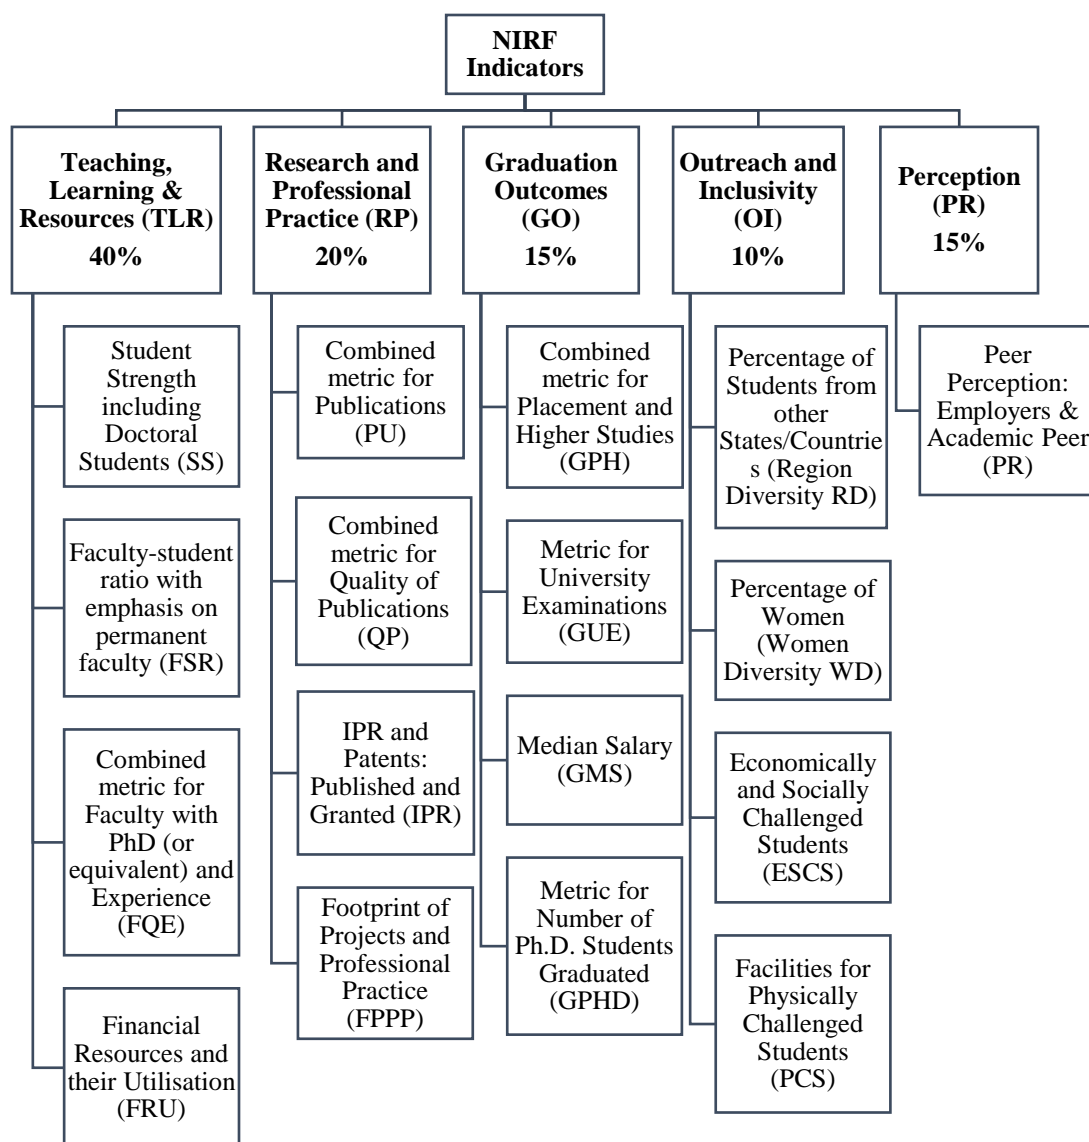 NIRF
Indicators
Teaching,
Learning &
Resources (TLR)
40%
Student
Strength
including
Doctoral
Students (SS)
Faculty-student
ratio with
emphasis on
permanent
faculty (FSR)
Combined
metric for
Faculty with
PhD (or
equivalent) and
Experience
(FQE)
Financial
Resources and
their Utilisation
(FRU)
Research and
Professional
Practice (RP)
20%
Combined
metric for
Publications
(PU)
Combined
metric for
Quality of
Publications
(QP)
IPR and
Patents:
Published and
Granted (IPR)
Footprint of
Projects and
Professional
Practice
(FPPP)
Graduation
Outcomes
(GO)
15%
Combined
metric for
Placement and
Higher Studies
(GPH)
Metric for
University
Examinations
(GUE)
Median Salary
(GMS)
Metric for
Number of
Ph.D. Students
Graduated
(GPHD)
Outreach and
Inclusivity
(OI)
10%
Percentage of
Students from
other
States/Countrie
s (Region
Diversity RD)
Percentage of
Women
(Women
Diversity WD)
Economically
and Socially
Challenged
Students
(ESCS)
Facilities for
Physically
Challenged
Students
(PCS)
Perception
(PR)
15%
Peer
Perception:
Employers &
Academic Peer
(PR)